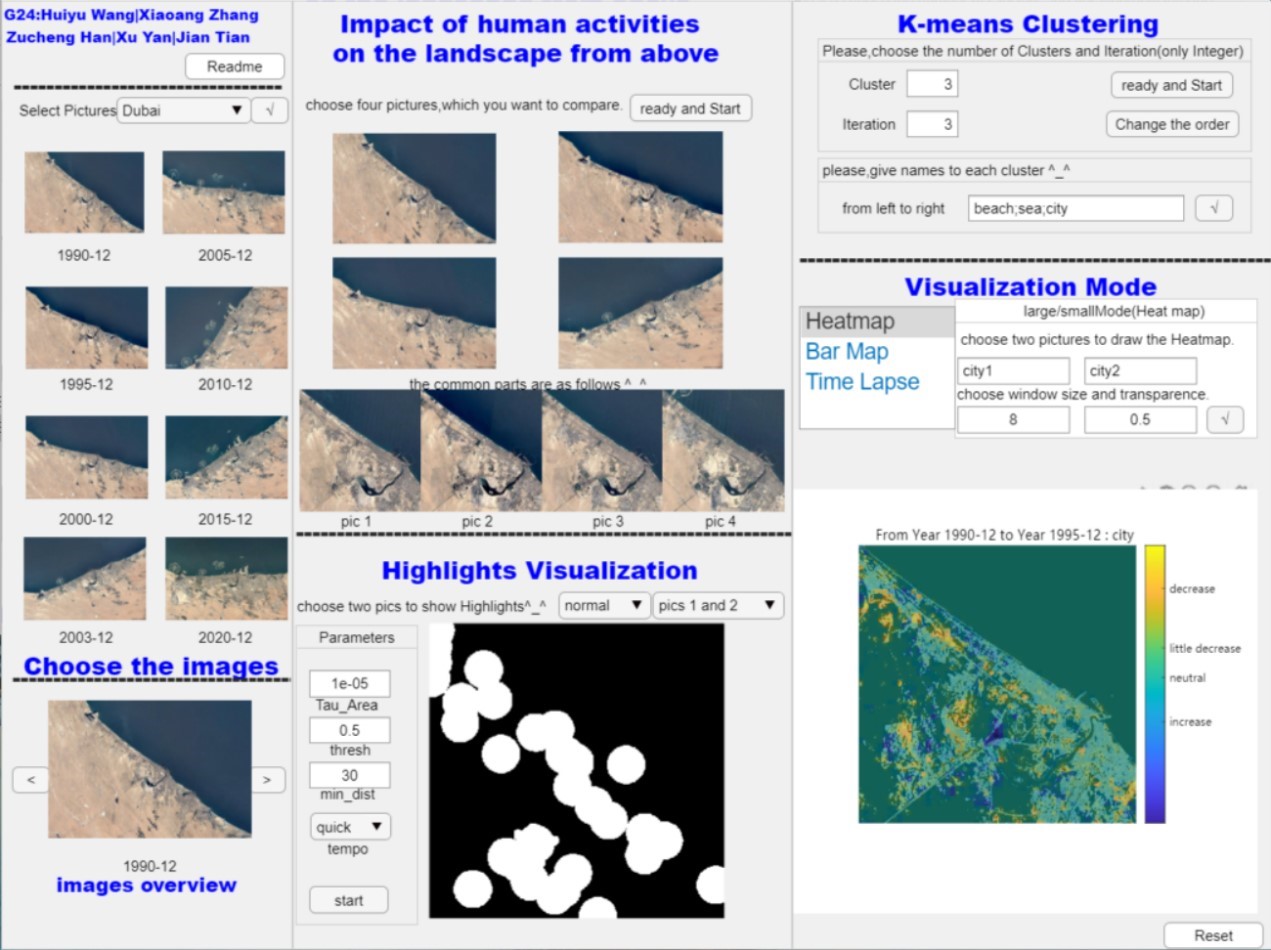 G24:Huiyu Wang|Xiaoang Zhang
Zucheng Han|Xu Yan|Jian Tian
Readme
Select Pictures Dubai √
1990-12 2005-12
1995-12 2010-12
2000-12 2015-12
2003-12 2020-12
Choose the images
< >
1990-12
images overview
Impact of human activities
on the landscape from above
choose four pictures,which you want to compare. ready and Start
the common parts are as follows ^_^
pic 1 pic 2 pic 3 pic 4
Highlights Visualization
choose two pics to show Highlights^_^ normal pics 1 and 2
Parameters
1e-05
Tau_Area
0.5
thresh
30
min_dist
quick
tempo
start
K-means Clustering
Please,choose the number of Clusters and Iteration(only Integer)
Cluster 3 ready and Start
Iteration 3 Change the order
please,give names to each cluster ^_^
from left to right beach;sea;city √
Visualization Mode
Heatmap
Bar Map
Time Lapse
large/smallMode(Heat map)
choose two pictures to draw the Heatmap.
city1 city2
choose window size and transparence.
8 0.5 √
From Year 1990-12 to Year 1995-12 : city
decrease
little decrease
neutral
increase
Reset